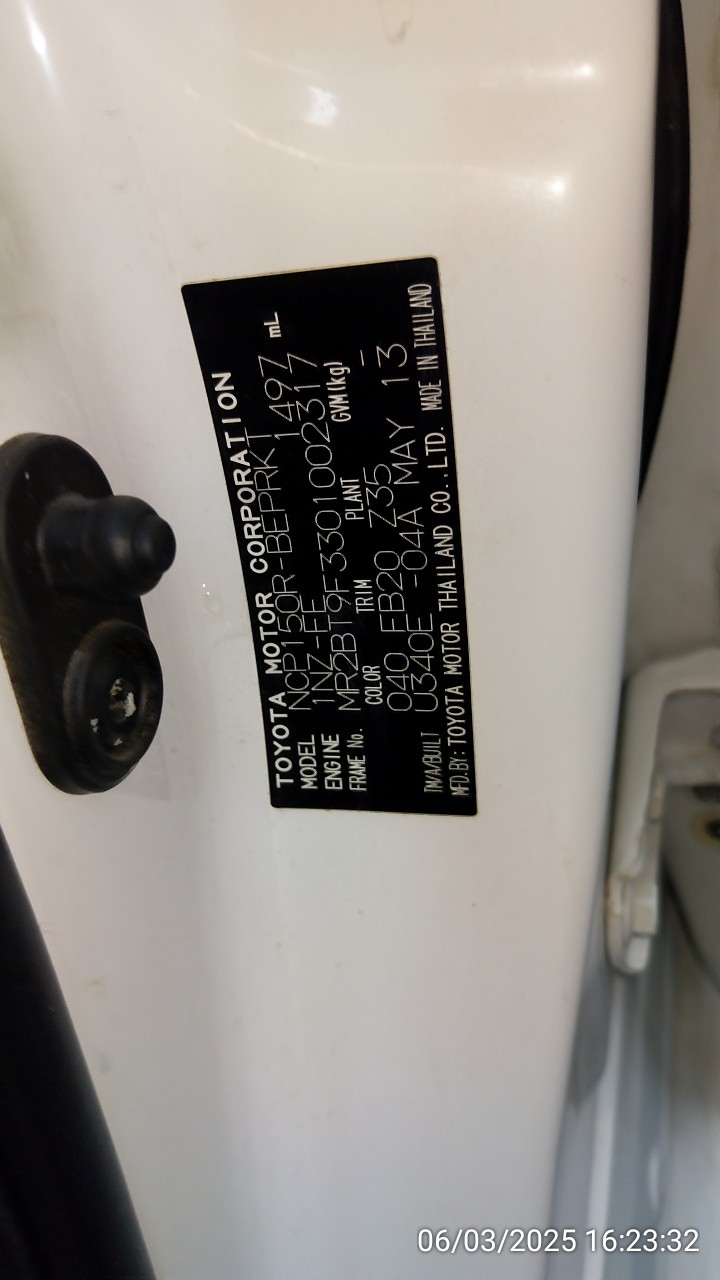 TOYOTA MOTOR CORPORATION
MODEL NCP150R-BEPRKT
ENGINE 1NZ-FE 1497 mL
FRAME No. MR2BT9F3301002317
COLOR TRIM PLANT GVM(kg)
040 FB20 Z35 -
TM/A/BUILT U340E -04A MAY 13
MFD.BY: TOYOTA MOTOR THAILAND CO.,LTD. MADE IN THAILAND
06/03/2025 16:23:32